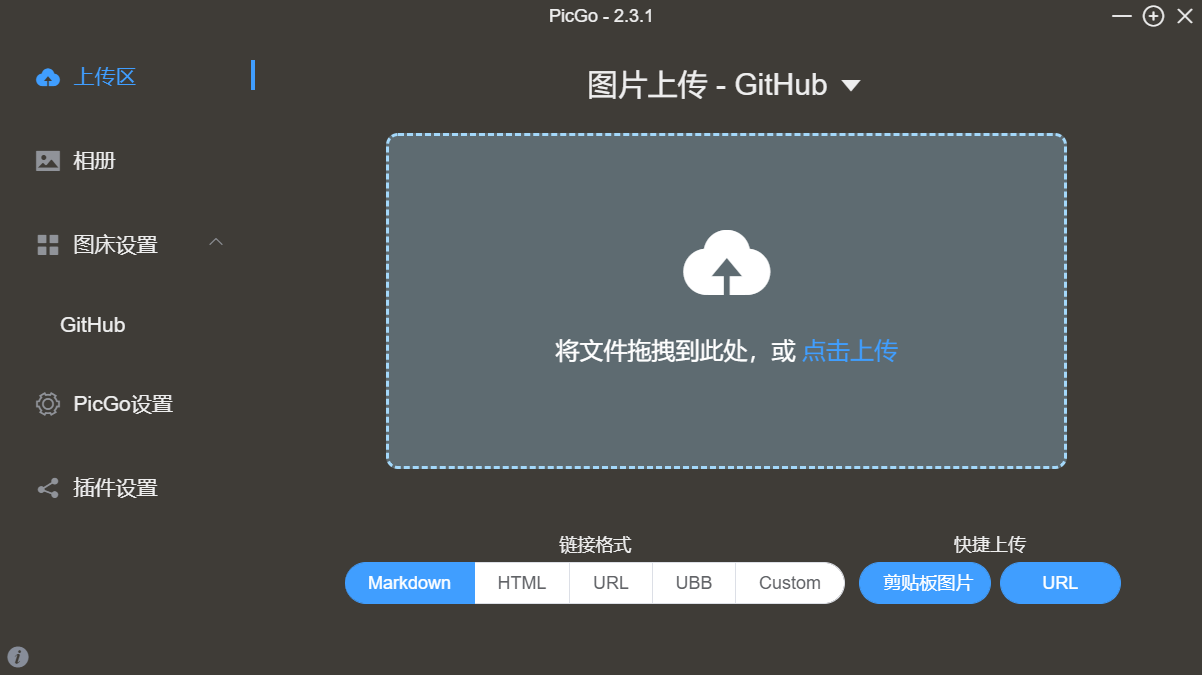 PicGo - 2.3.1
上传区
相册
图床设置
GitHub
PicGo设置
插件设置
图片上传 - GitHub
将文件拖拽到此处，或 点击上传
链接格式
Markdown HTML URL UBB Custom
快捷上传
剪贴板图片 URL